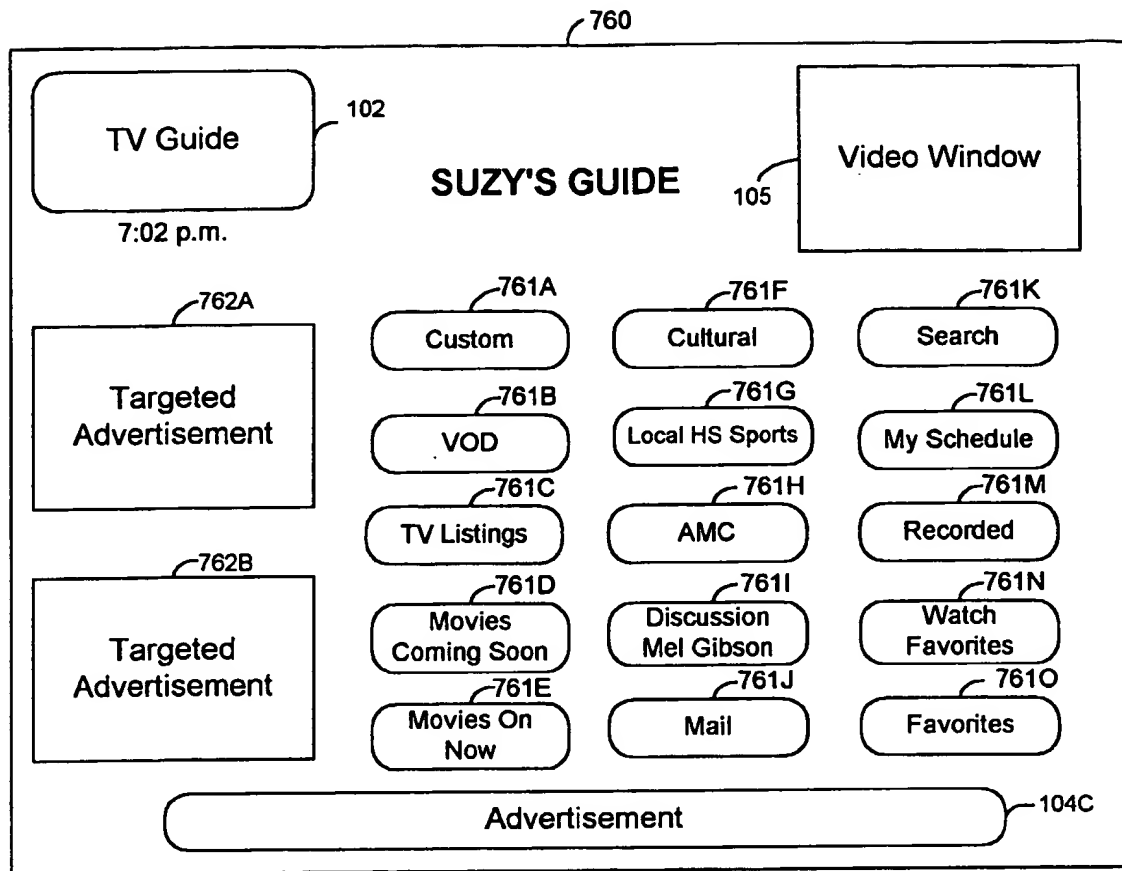 760
TV Guide
102
7:02 p.m.
SUZY'S GUIDE
Video Window
105
762A
Targeted
Advertisement
762B
Targeted
Advertisement
761A
Custom
761B
VOD
761C
TV Listings
761D
Movies
Coming Soon
761E
Movies On
Now
761F
Cultural
761G
Local HS Sports
761H
AMC
761I
Discussion
Mel Gibson
761J
Mail
761K
Search
761L
My Schedule
761M
Recorded
761N
Watch
Favorites
761O
Favorites
Advertisement
104C